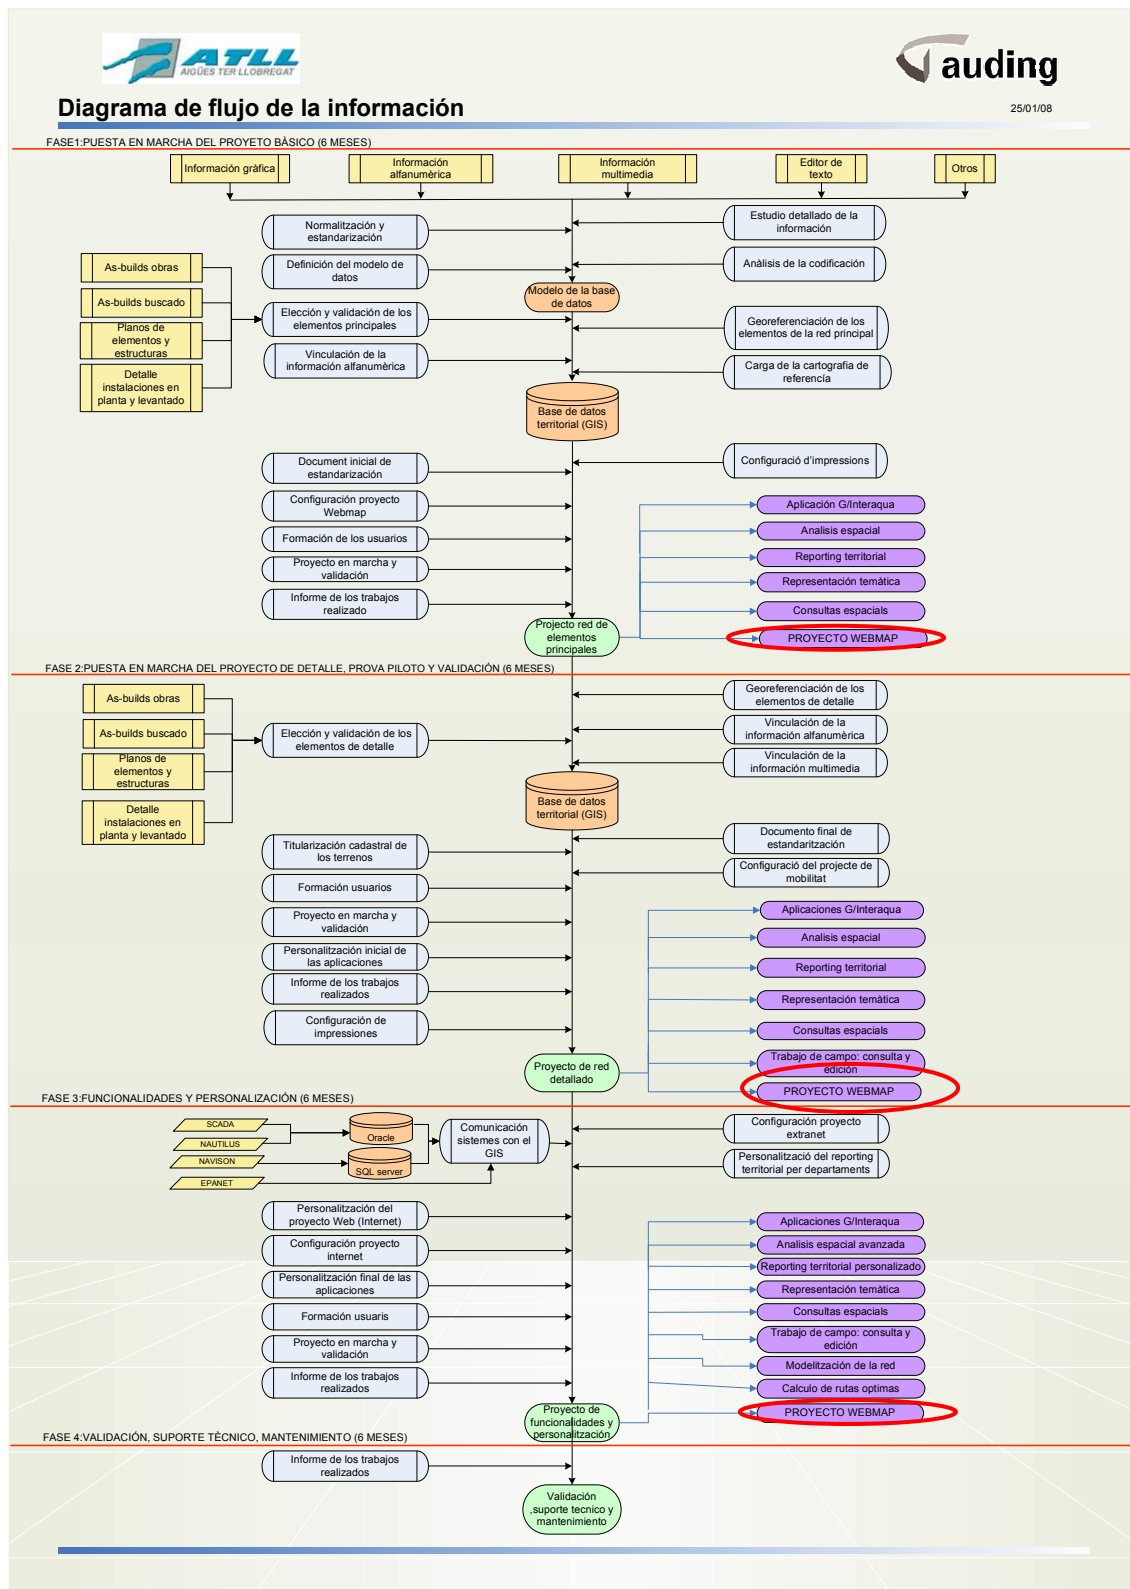 ATLL
AIGÜES TER LLOBREGAT
auding
Diagrama de flujo de la información
25/01/08
FASE1:PUESTA EN MARCHA DEL PROYETO BÀSICO (6 MESES)
Información gràfica
Información
alfanumèrica
Información
multimedia
Editor de
texto
Otros
Normalitzación y
estandarización
Estudio detallado de la
información
Definición del modelo de
datos
Anàlisis de la codificación
As-builds obras
As-builds buscado
Planos de
elementos y
estructuras
Detalle
instalaciones en
planta y levantado
Modelo de la base
de datos
Elección y validación de los
elementos principales
Georeferenciación de los
elementos de la red principal
Vinculación de la
información alfanumèrica
Carga de la cartografia de
referencía
Base de datos
territorial (GIS)
Document inicial de
estandarización
Configuració d'impressions
Configuración proyecto
Webmap
Formación de los usuarios
Proyecto en marcha y
validación
Informe de los trabajos
realizado
Aplicación G/Interaqua
Analisis espacial
Reporting territorial
Representación temàtica
Consultas espacials
PROYECTO WEBMAP
Projecto red de
elementos
principales
FASE 2:PUESTA EN MARCHA DEL PROYECTO DE DETALLE, PROVA PILOTO Y VALIDACIÓN (6 MESES)
As-builds obras
As-builds buscado
Planos de
elementos y
estructuras
Detalle
instalaciones en
planta y levantado
Elección y validación de los
elementos de detalle
Georeferenciación de los
elementos de detalle
Vinculación de la
información alfanumèrica
Vinculación de la
información multimedia
Base de datos
territorial (GIS)
Documento final de
estandaritzación
Titularización cadastral de
los terrenos
Configuració del projecte de
mobilitat
Formación usuarios
Proyecto en marcha y
validación
Personalitzación inicial de
las aplicaciones
Informe de los trabajos
realizados
Configuración de
impressiones
Aplicaciones G/Interaqua
Analisis espacial
Reporting territorial
Representación temàtica
Consultas espacials
Trabajo de campo: consulta y
edición
PROYECTO WEBMAP
Proyecto de red
detallado
FASE 3:FUNCIONALIDADES Y PERSONALIZACIÓN (6 MESES)
SCADA
NAUTILUS
NAVISON
EPANET
Oracle
SQL server
Comunicación
sistemes con el
GIS
Configuración proyecto
extranet
Personalització del reporting
territorial per departaments
Personalitzación del
proyecto Web (Internet)
Configuración proyecto
internet
Personalitzación final de las
aplicaciones
Formación usuaris
Proyecto en marcha y
validación
Informe de los trabajos
realizados
Aplicaciones G/Interaqua
Analisis espacial avanzada
Reporting territorial personalizado
Representación temàtica
Consultas espacials
Trabajo de campo: consulta y
edición
Modelitzación de la red
Calculo de rutas optimas
PROYECTO WEBMAP
Proyecto de
funcionalidades y
personalitzación
FASE 4:VALIDACIÓN, SUPORTE TÈCNICO, MANTENIMIENTO (6 MESES)
Informe de los trabajos
realizados
Validación
,suporte tecnico y
mantenimiento